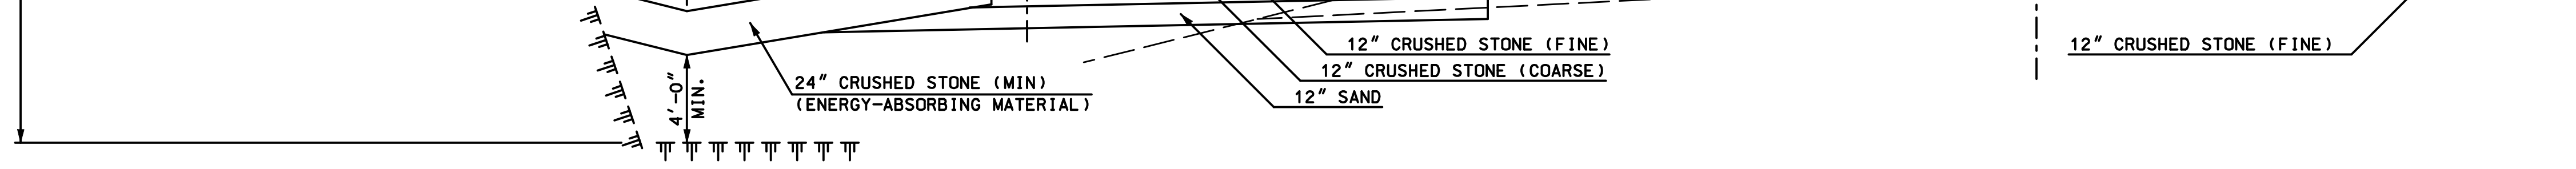 12" CRUSHED STONE (FINE)
12" CRUSHED STONE (FINE)
12" CRUSHED STONE (COARSE)
24" CRUSHED STONE (MIN)
(ENERGY-ABSORBING MATERIAL)
12" SAND
4'-0"
MIN.